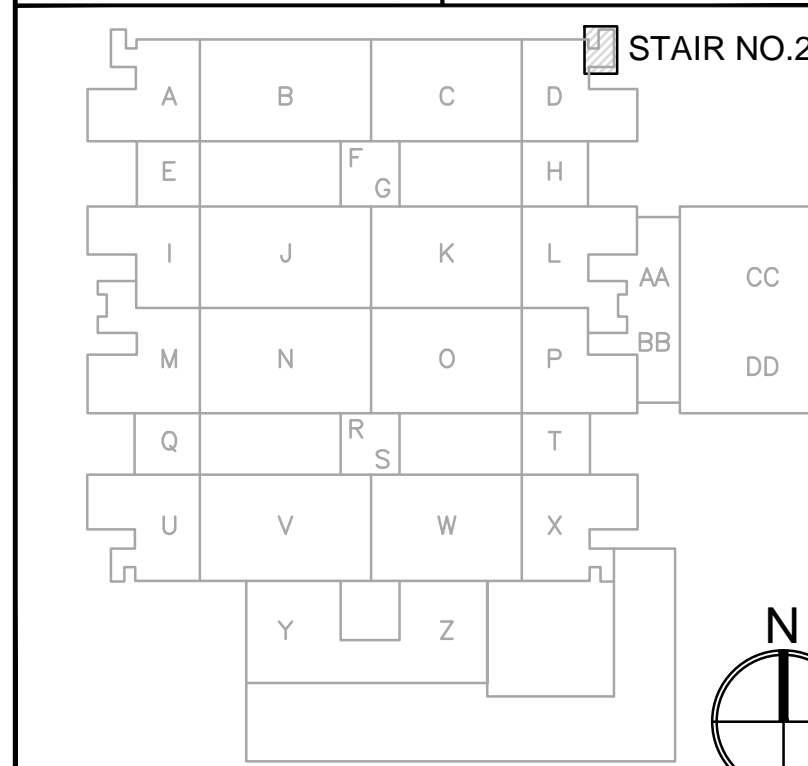 STAIR NO.2
A B C D
E F G H
I J K L
AA CC
M N O P
BB DD
Q R S T
U V W X
Y Z
N